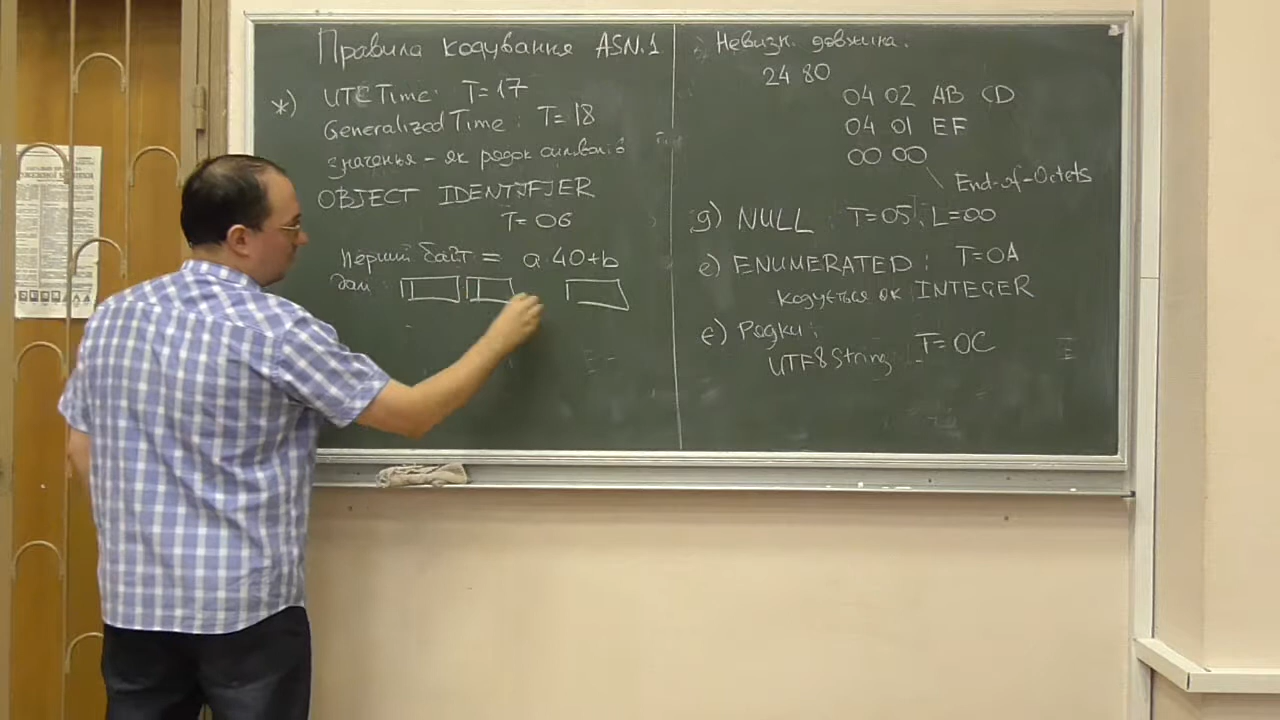 Правила кодування ASN.1
*) UTCTime: T=17
GeneralizedTime: T=18
значення - як рядок символів
OBJECT IDENTIFIER
T=06
Перший байт = a·40+b
далі:
Невизн. довжина.
24 80
04 02 AB CD
04 01 EF
00 00
End-of-Octets
g) NULL: T=05, L=00
е) ENUMERATED: T=0A
кодується як INTEGER
є) Рядки:
UTF8String: T=0C